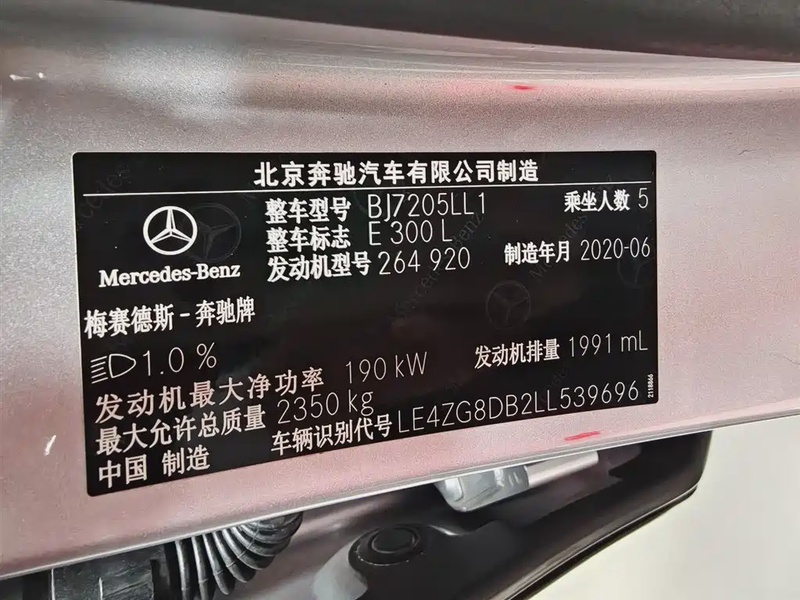 北京奔驰汽车有限公司制造
整车型号 BJ7205LL1 乘坐人数 5
整车标志 E 300 L
发动机型号 264 920 制造年月 2020-06
Mercedes-Benz
梅赛德斯－奔驰牌
1.0 %
发动机最大净功率 190 kW 发动机排量 1991 mL
最大允许总质量 2350 kg
中国 制造 车辆识别代号 LE4ZG8DB2LL539696
2118866